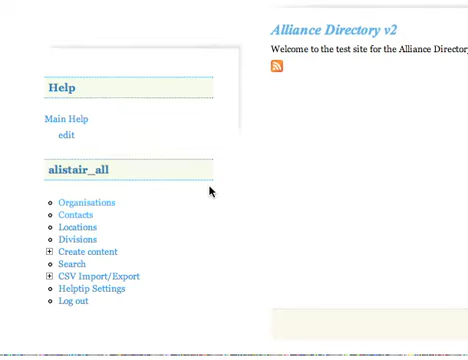 Alliance Directory v2
Welcome to the test site for the Alliance Directory
Help
Main Help
edit
alistair_all
Organisations
Contacts
Locations
Divisions
Create content
Search
CSV Import/Export
Helptip Settings
Log out